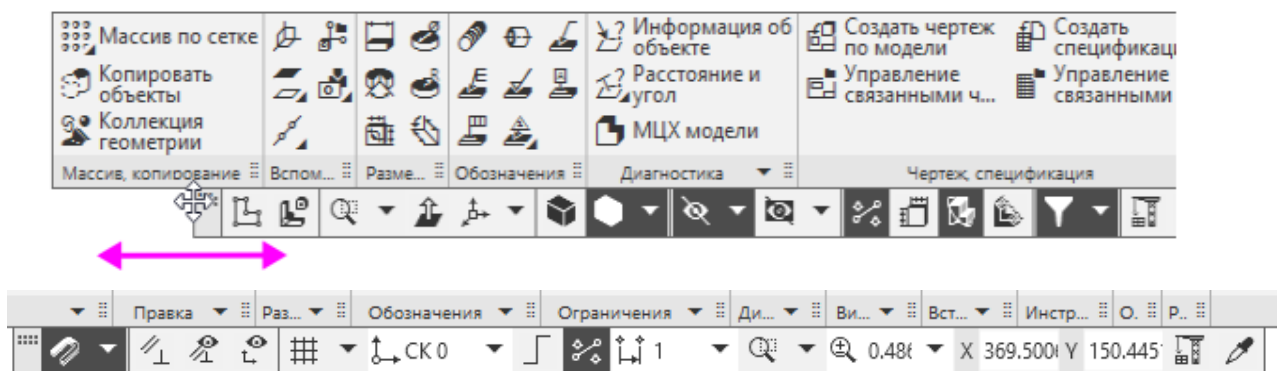 Массив по сетке
Копировать
объекты
Коллекция
геометрии
Массив, копирование
Вспом...
Разме...
Обозначения
Информация об
объекте
Расстояние и
угол
МЦХ модели
Диагностика
Создать чертеж
по модели
Управление
связанными ч...
Создать
спецификац
Управление
связанными
Чертеж, спецификация
Правка Раз... Обозначения Ограничения Ди... Ви... Вст... Инстр... О. Р..
СК 0 1 0.486 X 369.500 Y 150.445